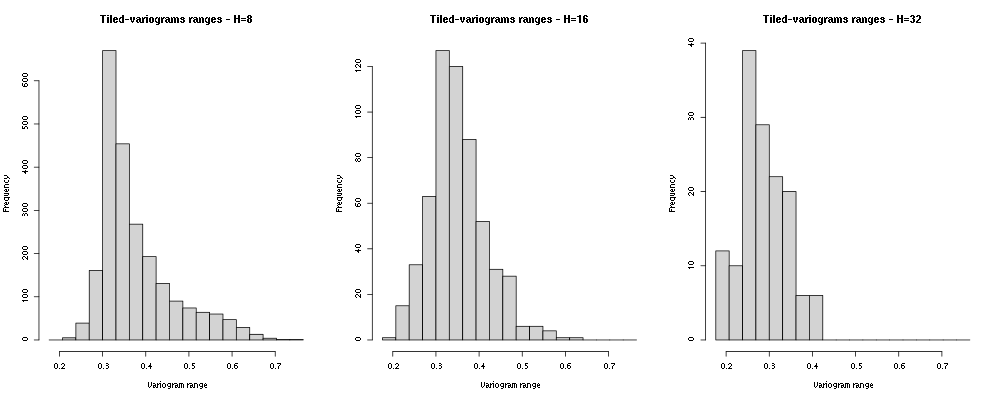 Tiled-variograms ranges - H=8
Frequency
600
500
400
300
200
100
0
0.2 0.3 0.4 0.5 0.6 0.7
Variogram range
Tiled-variograms ranges - H=16
Frequency
120
100
80
60
40
20
0
0.2 0.3 0.4 0.5 0.6 0.7
Variogram range
Tiled-variograms ranges - H=32
Frequency
40
30
20
10
0
0.2 0.3 0.4 0.5 0.6 0.7
Variogram range